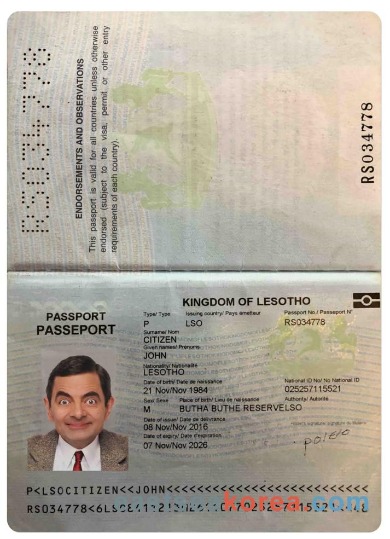 RS034778
ENDORSEMENTS AND OBSERVATIONS
This passport is valid for all countries unless otherwise
endorsed (subject to the visa, permit or other entry
requirements of each country).
RS034778
PASSPORT
PASSEPORT
KINGDOM OF LESOTHO
Type/ Type Issuing country/ Pays émetteur Passport No./ Passeport N°
P LSO RS034778
Surname/ Nom
CITIZEN
Given names/ Prénoms
JOHN
Nationality/ Nationalité
LESOTHO
Date of birth/ Date de naissance National ID No/ No National ID
21 Nov/Nov 1984 025257115521
Sex/ Sexe Place of birth/ Lieu de naissance Authority/ Autorité
M BUTHA BUTHE RESERVELSO
Date of issue/ Date de délivrance
08 Nov/Nov 2016
Date of expiry/ Date d'expiration
07 Nov/Nov 2026
P<LSOCITIZEN<<JOHN<<<<<<<<<<<<<<<<<<<<<<<<<<
korea.com